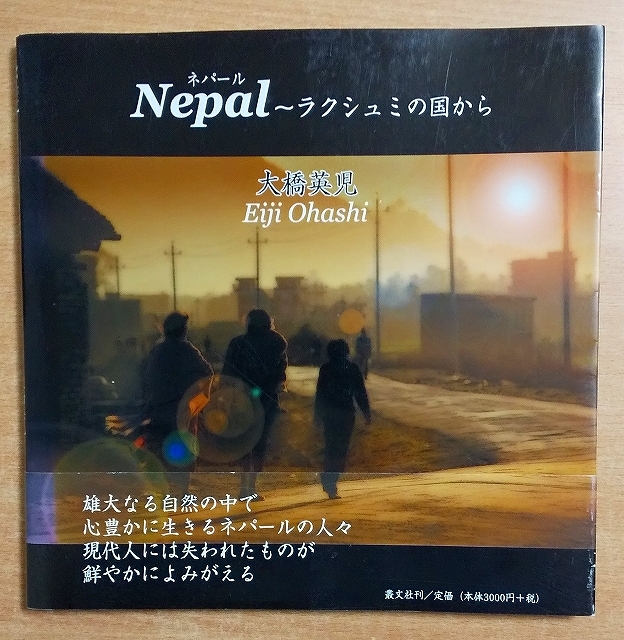 ネパール
Nepal～ラクシュミの国から
大橋英児
Eiji Ohashi
雄大なる自然の中で
心豊かに生きるネパールの人々
現代人には失われたものが
鮮やかによみがえる
叢文社刊／定価（本体3000円＋税）